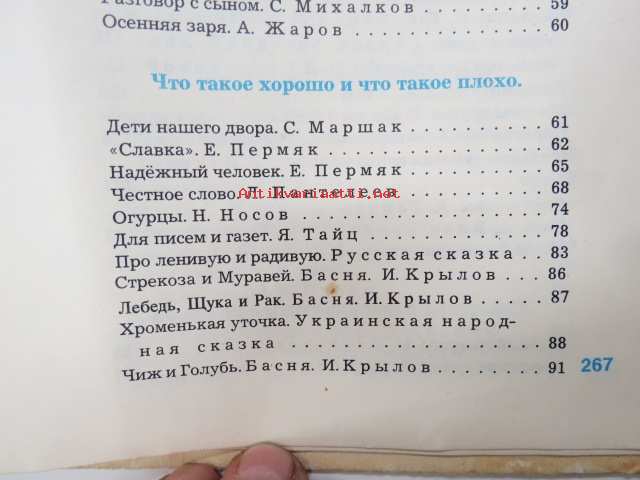 Разговор с сыном. С. Михалков . . . . . . . . . 59
Осенняя заря. А. Жаров . . . . . . . . . . . 60
Что такое хорошо и что такое плохо.
Дети нашего двора. С. Маршак . . . . . . . . . . 61
«Славка». Е. Пермяк . . . . . . . . . . . . . . 62
Надёжный человек. Е. Пермяк . . . . . . . . . . 65
Честное слово. Л. Пантелеев . . . . . . . . . . 68
Antikvariaatti.net
Огурцы. Н. Носов . . . . . . . . . . . . . . . . 74
Для писем и газет. Я. Тайц . . . . . . . . . . . 78
Про ленивую и радивую. Русская сказка . . 83
Стрекоза и Муравей. Басня. И. Крылов . . . 86
Лебедь, Щука и Рак. Басня. И. Крылов . . . . . 87
Хроменькая уточка. Украинская народ-
ная сказка . . . . . . . . . . . . . . . . . 88
Чиж и Голубь. Басня. И. Крылов . . . . . . . . 91
267